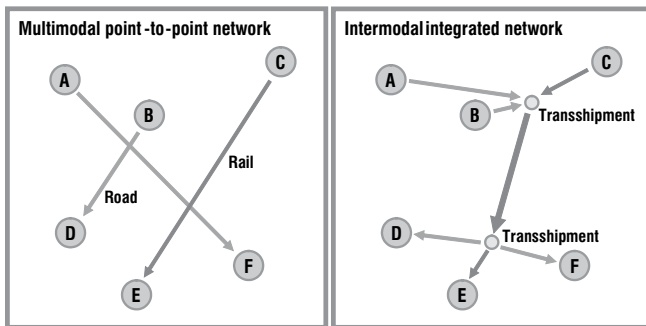 Multimodal point-to-point network
A
C
B
Rail
Road
D
F
E
Intermodal integrated network
A
C
B
Transshipment
D
Transshipment
F
E